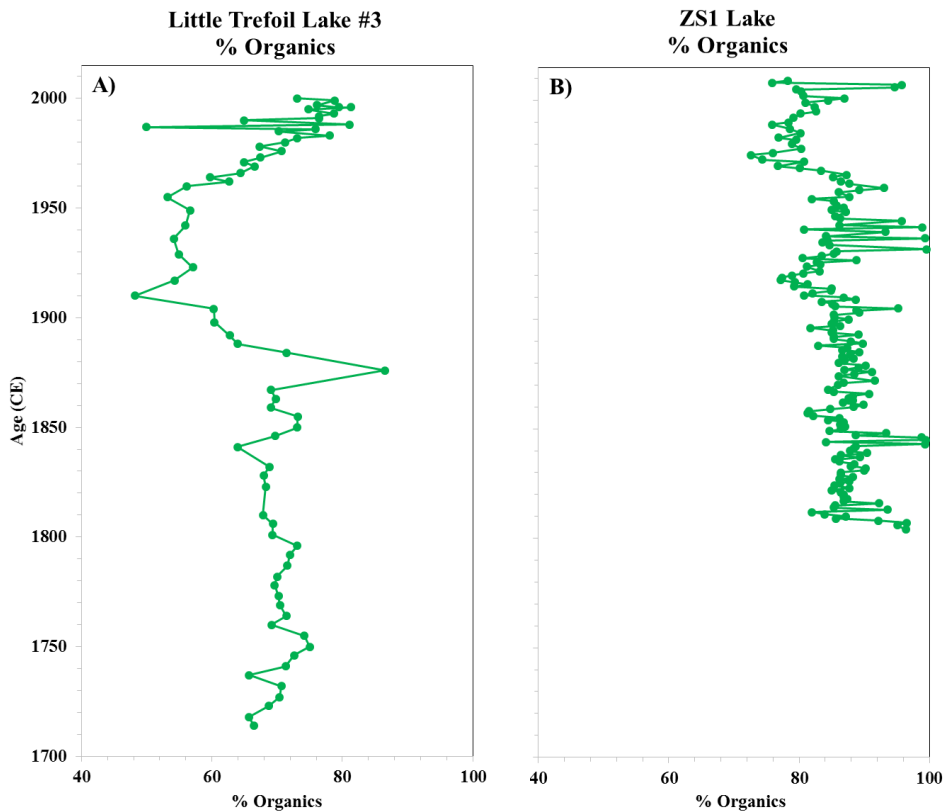 Little Trefoil Lake #3
% Organics
ZS1 Lake
% Organics
A)
B)
2000
1950
1900
1850
1800
1750
1700
Age (CE)
40
60
80
100
40
60
80
100
% Organics
% Organics